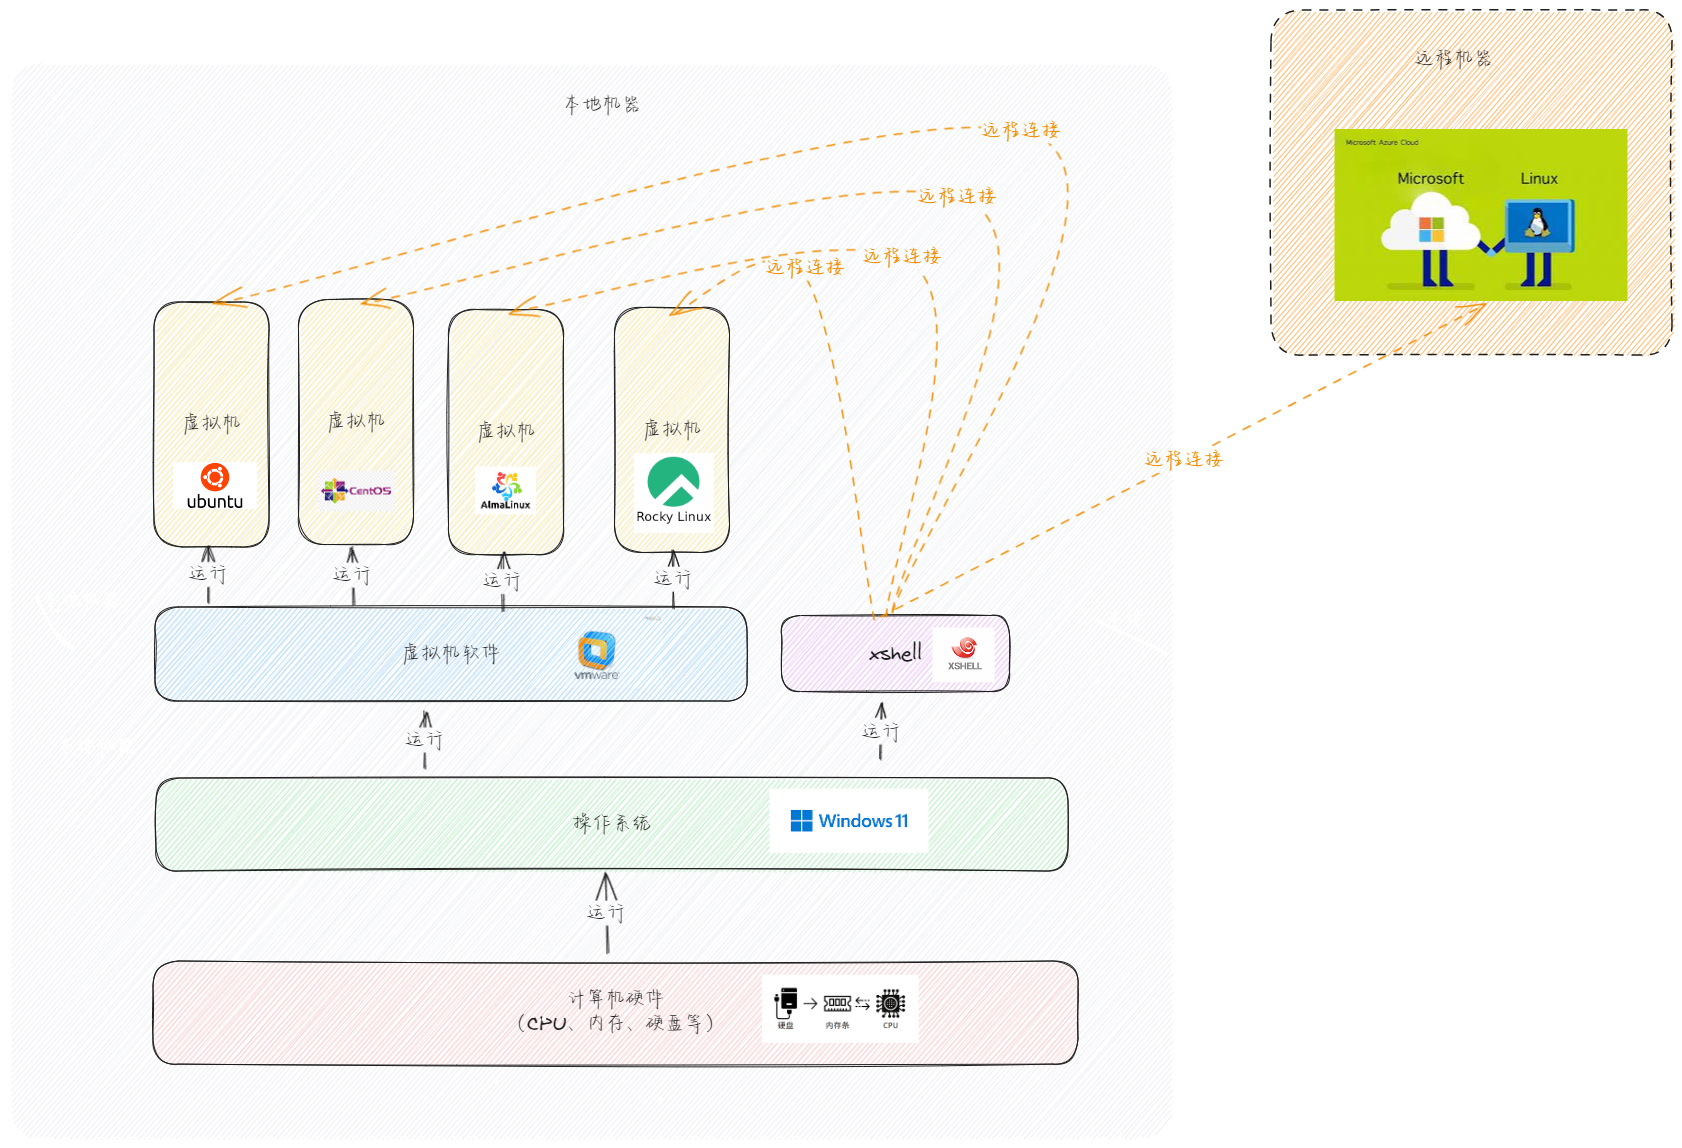 远程机器
Microsoft Azure Cloud
Microsoft
Linux
本地机器
远程连接
远程连接
远程连接
远程连接
远程连接
虚拟机
ubuntu
虚拟机
CentOS
虚拟机
AlmaLinux
虚拟机
Rocky Linux
运行
运行
运行
运行
虚拟机软件
vmware
xshell
XSHELL
运行
运行
操作系统
Windows 11
运行
计算机硬件
（CPU、内存、硬盘等）
硬盘
内存条
CPU